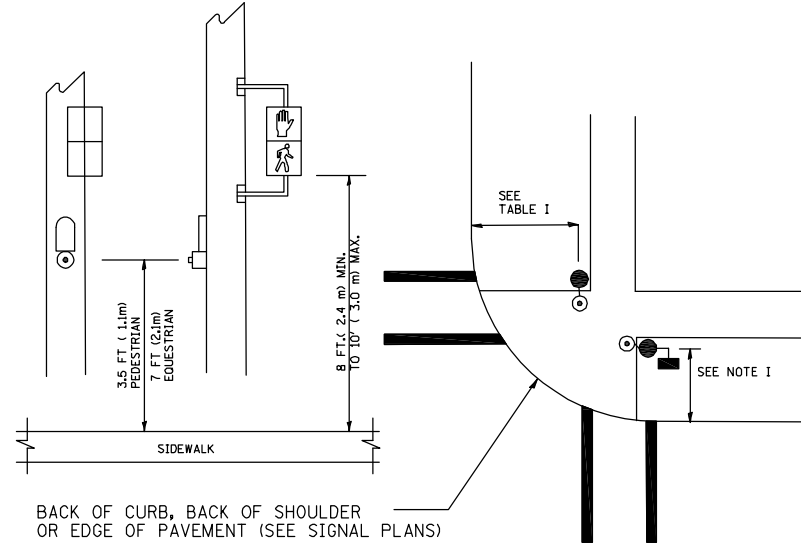 3.5 FT ( 1.1m)
PEDESTRIAN
7 FT (2.1m)
EQUESTRIAN
8 FT.( 2.4 m) MIN.
TO 10' ( 3.0 m) MAX.
SIDEWALK
SEE
TABLE I
SEE NOTE I
BACK OF CURB, BACK OF SHOULDER
OR EDGE OF PAVEMENT (SEE SIGNAL PLANS)